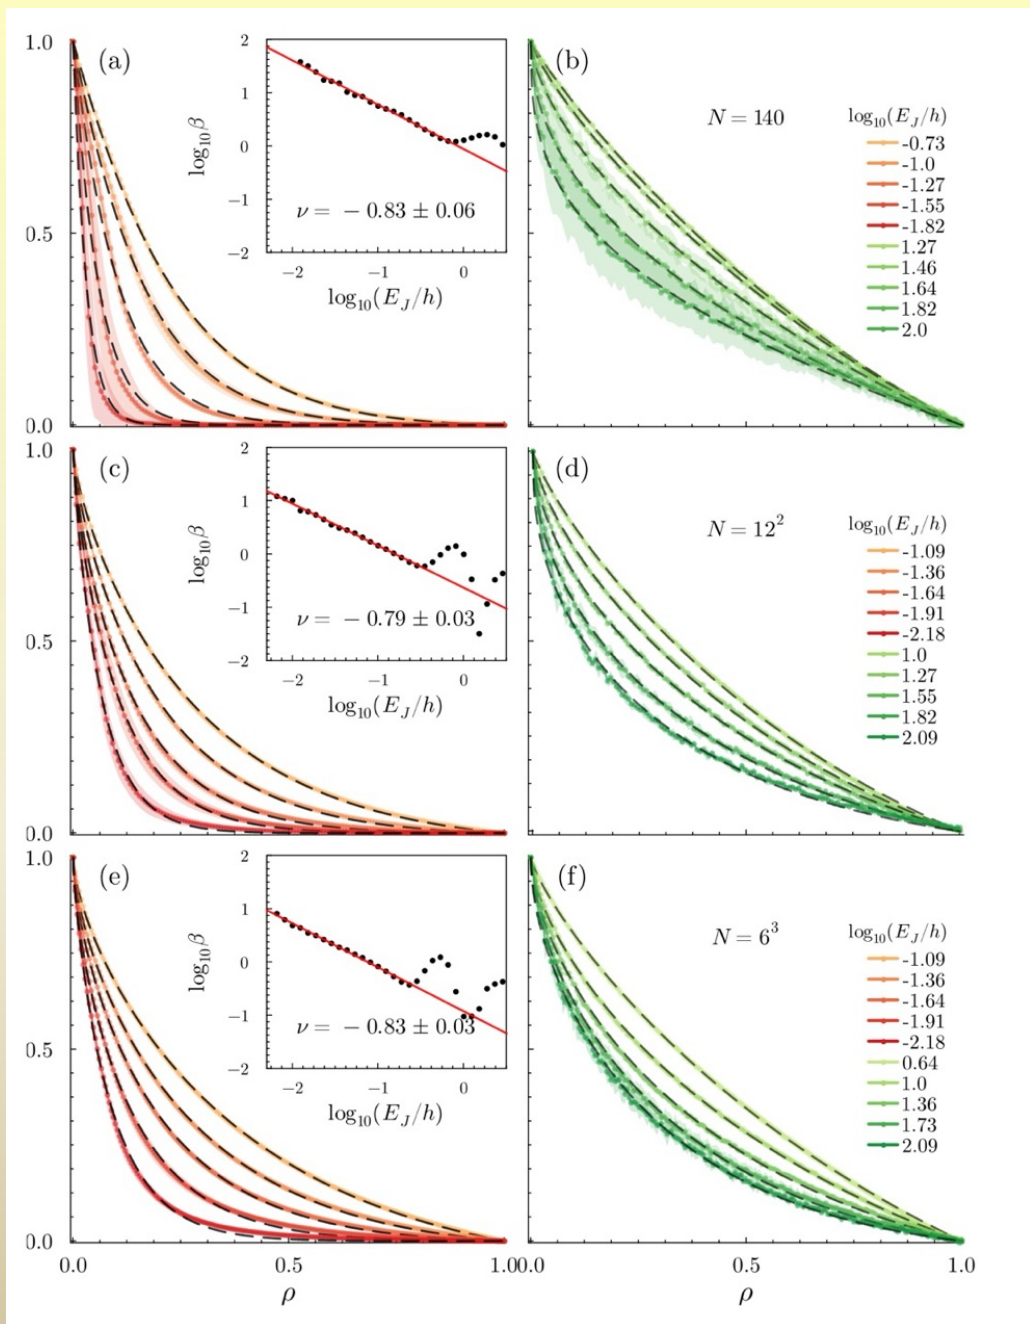 1.0
(a)
0.5
0.0
2
1
0
−1
−2
log₁₀β
ν = − 0.83 ± 0.06
−2 −1 0
log₁₀(E_J/h)
(b)
N = 140
log₁₀(E_J/h)
-0.73
-1.0
-1.27
-1.55
-1.82
1.27
1.46
1.64
1.82
2.0
1.0
(c)
0.5
0.0
2
1
0
−1
−2
log₁₀β
ν = − 0.79 ± 0.03
−2 −1 0
log₁₀(E_J/h)
(d)
N = 12²
log₁₀(E_J/h)
-1.09
-1.36
-1.64
-1.91
-2.18
1.0
1.27
1.55
1.82
2.09
1.0
(e)
0.5
0.0
2
1
0
−1
−2
log₁₀β
ν = − 0.83 ± 0.03
−2 −1 0
log₁₀(E_J/h)
(f)
N = 6³
log₁₀(E_J/h)
-1.09
-1.36
-1.64
-1.91
-2.18
0.64
1.0
1.36
1.73
2.09
0.0 0.5 1.00.0 0.5 1.0
ρ ρ